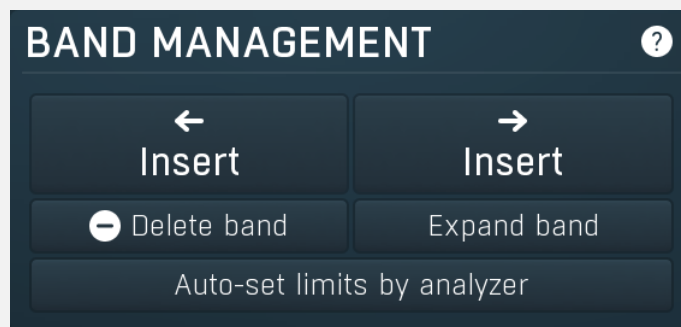 BAND MANAGEMENT ?
← →
Insert Insert
Delete band Expand band
Auto-set limits by analyzer